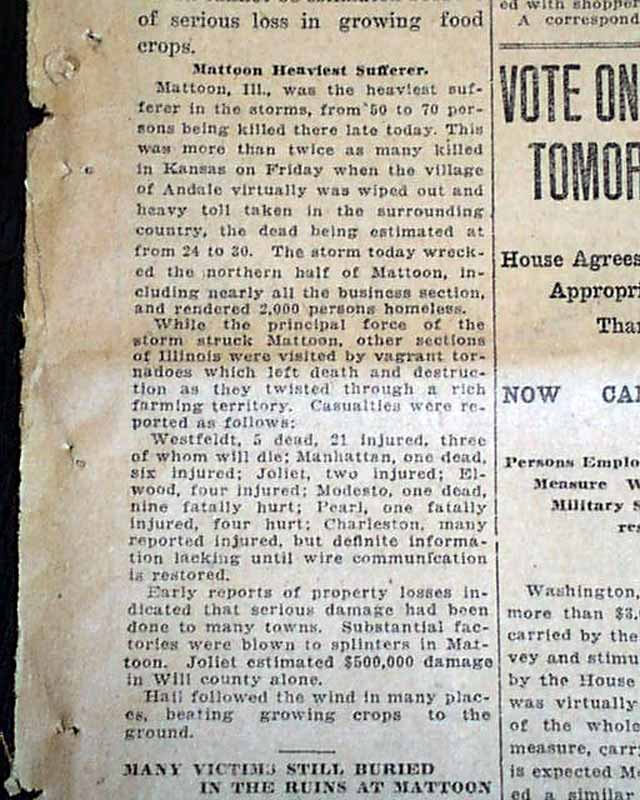 of serious loss in growing food
crops.
Mattoon Heaviest Sufferer.
Mattoon, Ill., was the heaviest suf-
ferer in the storms, from 50 to 70 per-
sons being killed there late today. This
was more than twice as many killed
in Kansas on Friday when the village
of Andale virtually was wiped out and
heavy toll taken in the surrounding
country, the dead being estimated at
from 24 to 30. The storm today wreck-
ed the northern half of Mattoon, in-
cluding nearly all the business section,
and rendered 2,000 persons homeless.
While the principal force of the
storm struck Mattoon, other sections
of Illinois were visited by vagrant tor-
nadoes which left death and destruc-
tion as they twisted through a rich
farming territory. Casualties were re-
ported as follows:
Westfeldt, 5 dead, 21 injured, three
of whom will die; Manhattan, one dead,
six injured; Joliet, two injured; El-
wood, four injured; Modesto, one dead,
nine fatally hurt; Pearl, one fatally
injured, four hurt; Charleston, many
reported injured, but definite informa-
tion lacking until wire communication
is restored.
Early reports of property losses in-
dicated that serious damage had been
done to many towns. Substantial fac-
tories were blown to splinters in Mat-
toon. Joliet estimated $500,000 damage
in Will county alone.
Hail followed the wind in many plac-
es, beating growing crops to the
ground.
MANY VICTIMS STILL BURIED
IN THE RUINS AT MATTOON
ed with shopper
A correspond
VOTE ON
TOMOR
House Agrees
Appropri
Than
NOW CA
Persons Emplo
Measure W
Military S
res
Washington,
more than $3.
carried by the
vey and stimu
by the House
was virtually
of the whole
measure, carr
is expected Mo
ed a similar